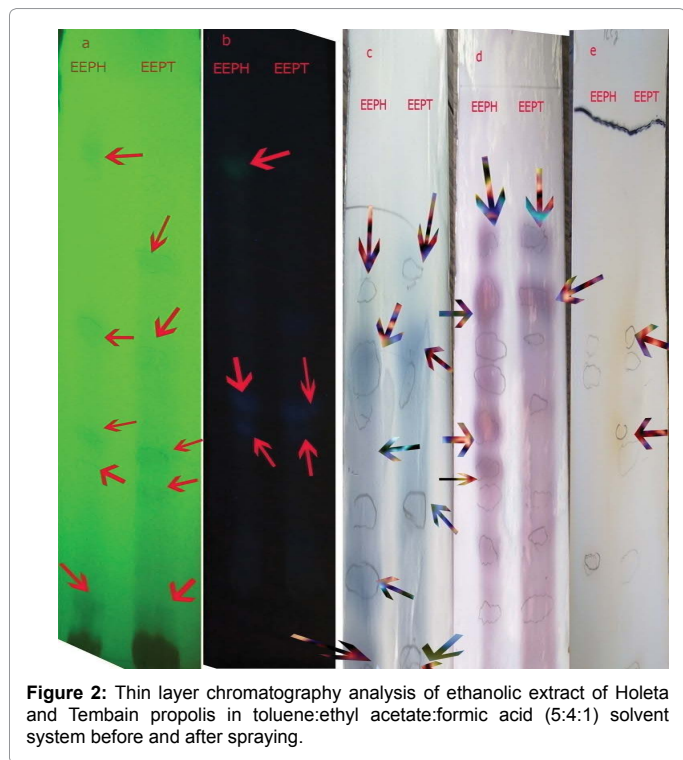 a
EEPH EEPT
b
EEPH EEPT
c
EEPH EEPT
d
EEPH EEPT
e
EEPH EEPT
Figure 2: Thin layer chromatography analysis of ethanolic extract of Holeta
and Tembain propolis in toluene:ethyl acetate:formic acid (5:4:1) solvent
system before and after spraying.